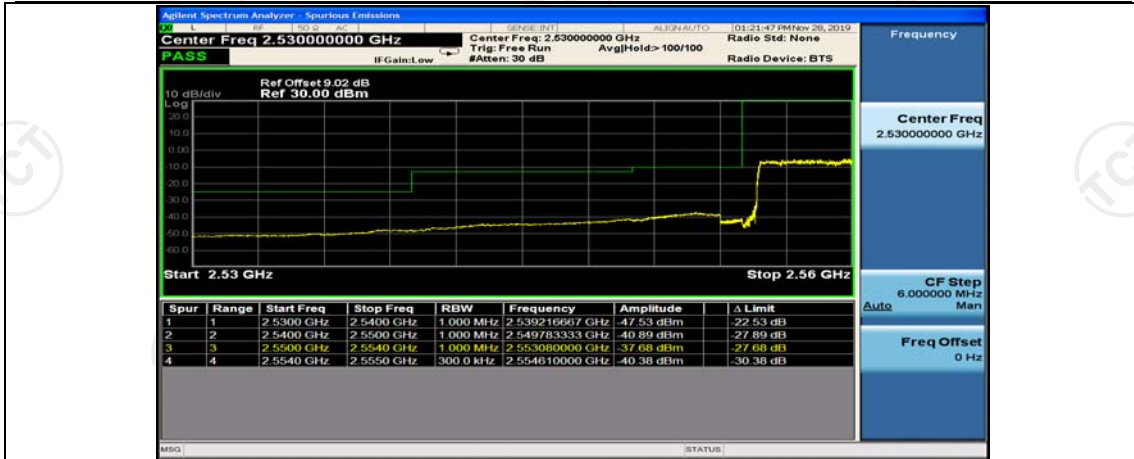 Agilent Spectrum Analyzer - Spurious Emissions
L RF 50 Ω AC SENSE:INT ALIGN AUTO 01:21:47 PM Nov 28, 2019
Center Freq 2.530000000 GHz
Center Freq: 2.530000000 GHz
Radio Std: None
Trig: Free Run Avg|Hold:> 100/100
PASS
IFGain:Low
#Atten: 30 dB
Radio Device: BTS
Ref Offset 9.02 dB
10 dB/div Ref 30.00 dBm
Log
20.0
10.0
0.00
-10.0
-20.0
-30.0
-40.0
-50.0
-60.0
Start 2.53 GHz Stop 2.56 GHz
Spur Range Start Freq Stop Freq RBW Frequency Amplitude Δ Limit
1 1 2.5300 GHz 2.5400 GHz 1.000 MHz 2.539216667 GHz -47.53 dBm -22.53 dB
2 2 2.5400 GHz 2.5500 GHz 1.000 MHz 2.549783333 GHz -40.89 dBm -27.89 dB
3 3 2.5500 GHz 2.5540 GHz 1.000 MHz 2.553080000 GHz -37.68 dBm -27.68 dB
4 4 2.5540 GHz 2.5550 GHz 300.0 kHz 2.554610000 GHz -40.38 dBm -30.38 dB
MSG STATUS
Frequency
Center Freq
2.530000000 GHz
CF Step
6.000000 MHz
Auto Man
Freq Offset
0 Hz